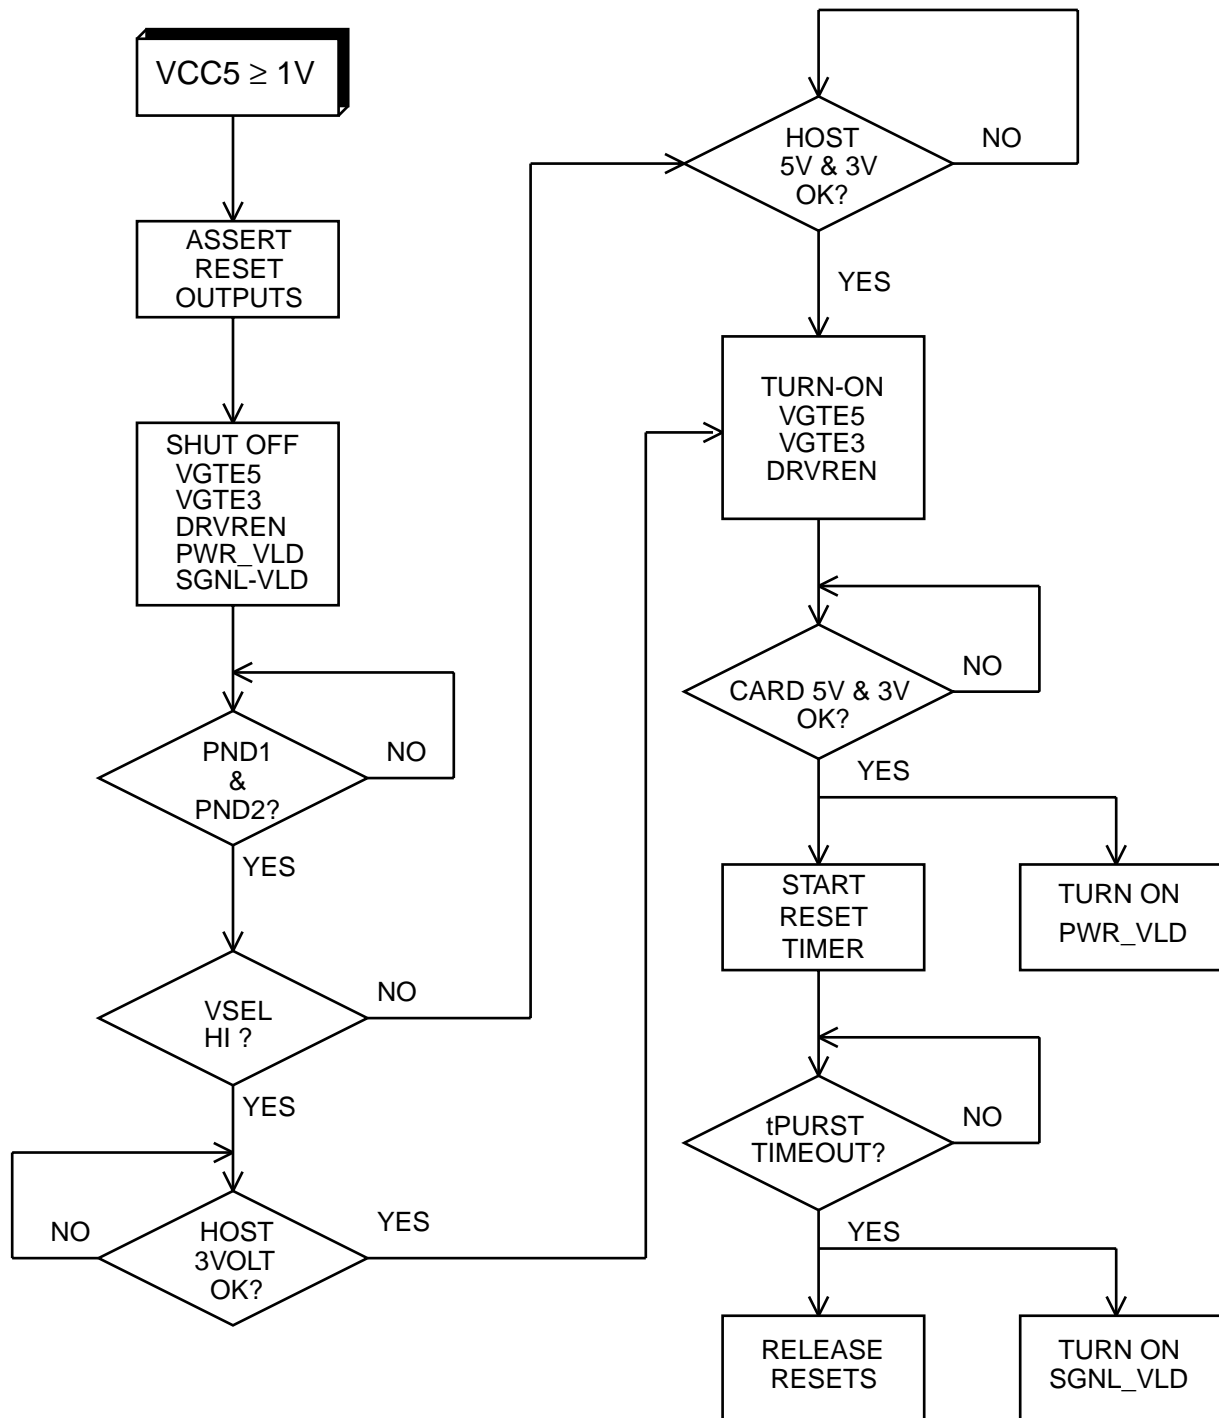 VCC5 ≥ 1V
ASSERT
RESET
OUTPUTS
SHUT OFF
VGTE5
VGTE3
DRVREN
PWR_VLD
SGNL-VLD
PND1
&
PND2?
NO
YES
VSEL
HI ?
NO
YES
HOST
3VOLT
OK?
NO
YES
HOST
5V & 3V
OK?
NO
YES
TURN-ON
VGTE5
VGTE3
DRVREN
CARD 5V & 3V
OK?
NO
YES
START
RESET
TIMER
TURN ON
PWR_VLD
tPURST
TIMEOUT?
NO
YES
RELEASE
RESETS
TURN ON
SGNL_VLD